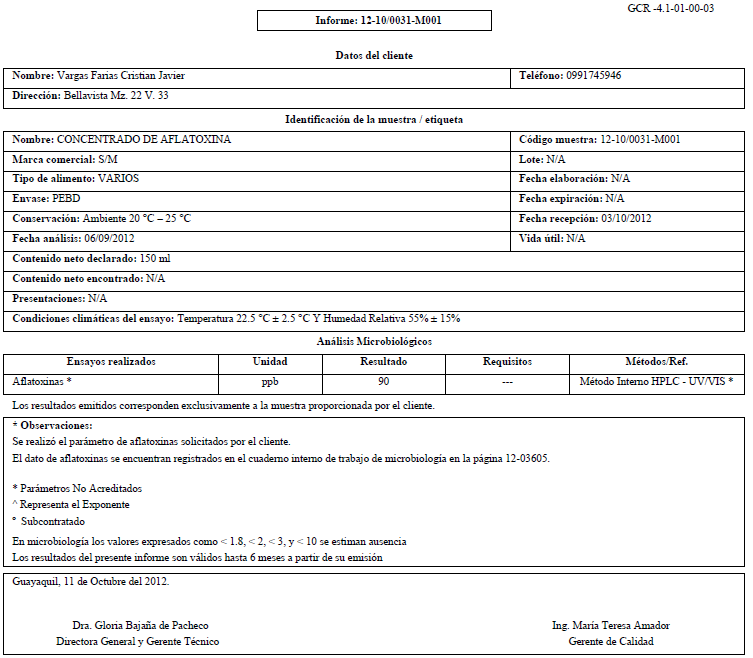 GCR -4.1-01-00-03
Informe: 12-10/0031-M001
Datos del cliente
Nombre: Vargas Farias Cristian Javier Teléfono: 0991745946
Dirección: Bellavista Mz. 22 V. 33
Identificación de la muestra / etiqueta
Nombre: CONCENTRADO DE AFLATOXINA Código muestra: 12-10/0031-M001
Marca comercial: S/M Lote: N/A
Tipo de alimento: VARIOS Fecha elaboración: N/A
Envase: PEBD Fecha expiración: N/A
Conservación: Ambiente 20 °C – 25 °C Fecha recepción: 03/10/2012
Fecha análisis: 06/09/2012 Vida útil: N/A
Contenido neto declarado: 150 ml
Contenido neto encontrado: N/A
Presentaciones: N/A
Condiciones climáticas del ensayo: Temperatura 22.5 °C ± 2.5 °C Y Humedad Relativa 55% ± 15%
Análisis Microbiológicos
Ensayos realizados Unidad Resultado Requisitos Métodos/Ref.
Aflatoxinas * ppb 90 --- Método Interno HPLC - UV/VIS *
Los resultados emitidos corresponden exclusivamente a la muestra proporcionada por el cliente.
* Observaciones:
Se realizó el parámetro de aflatoxinas solicitados por el cliente.
El dato de aflatoxinas se encuentran registrados en el cuaderno interno de trabajo de microbiología en la página 12-03605.
* Parámetros No Acreditados
^ Representa el Exponente
° Subcontratado
En microbiología los valores expresados como < 1.8, < 2, < 3, y < 10 se estiman ausencia
Los resultados del presente informe son válidos hasta 6 meses a partir de su emisión
Guayaquil, 11 de Octubre del 2012.
Dra. Gloria Bajaña de Pacheco Ing. María Teresa Amador
Directora General y Gerente Técnico Gerente de Calidad